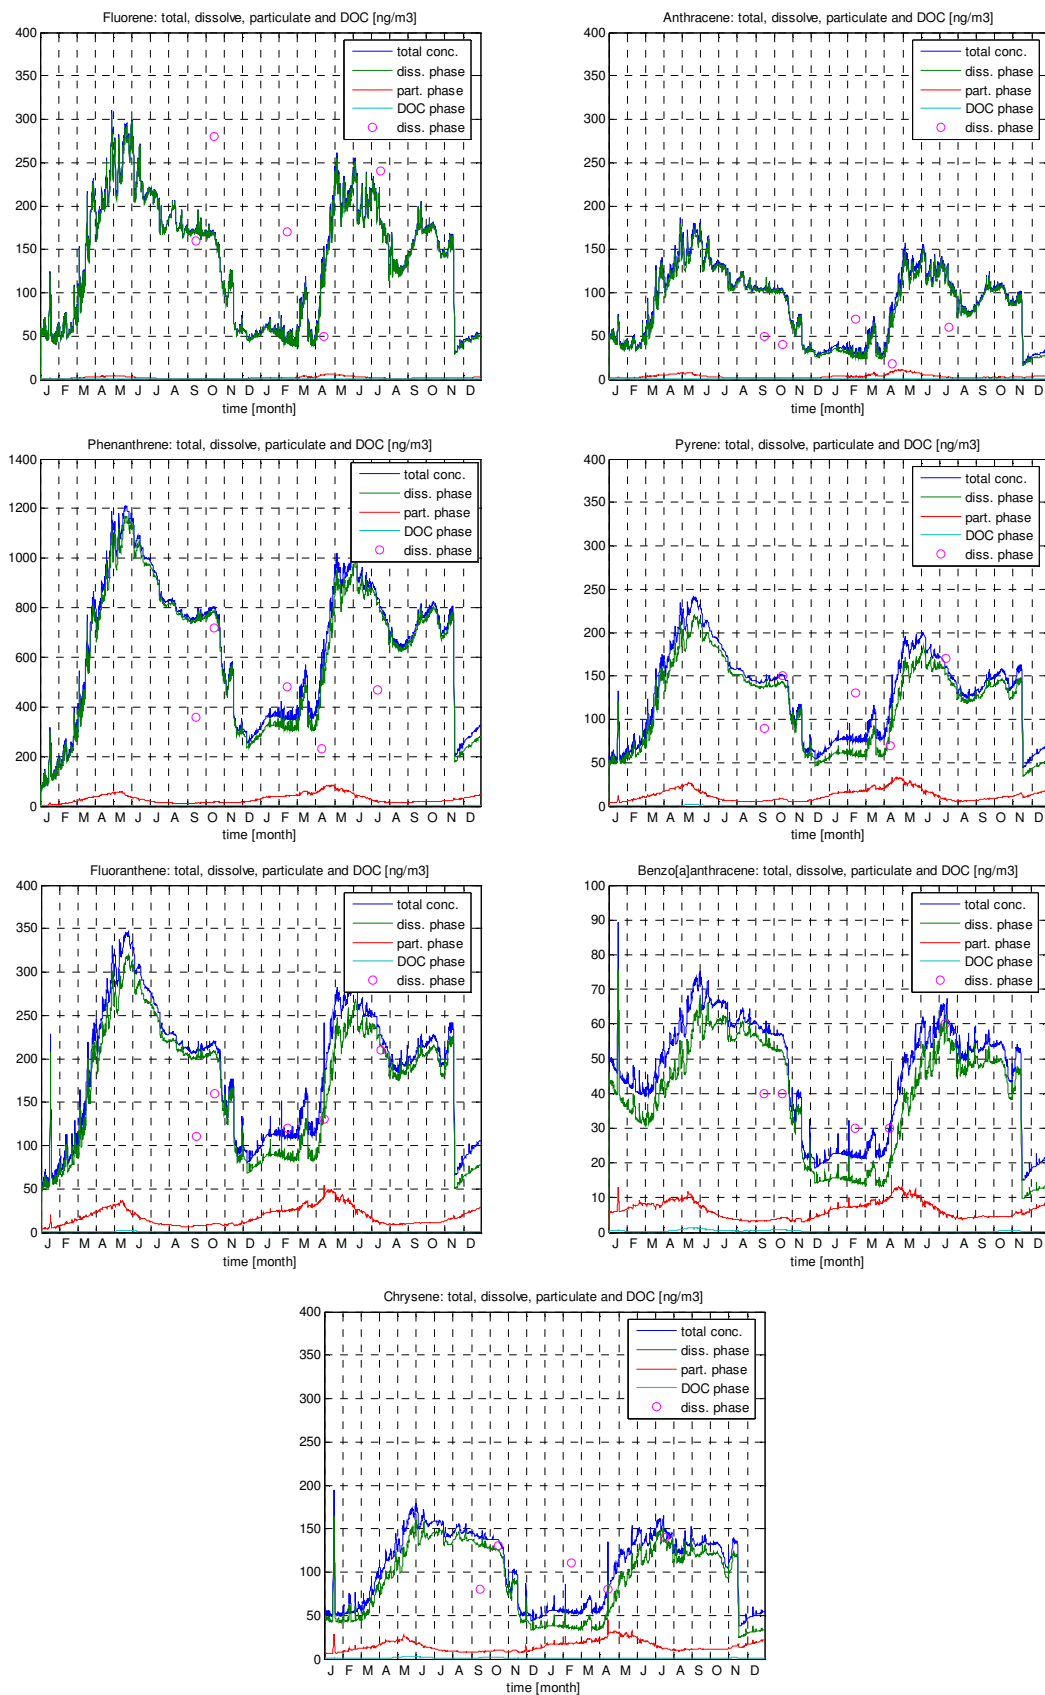 Fluorene: total, dissolve, particulate and DOC [ng/m3]
400
350
300
250
200
150
100
50
0
total conc.
diss. phase
part. phase
DOC phase
diss. phase
J F M A M J J A S O N D J F M A M J J A S O N D
time [month]
Anthracene: total, dissolve, particulate and DOC [ng/m3]
400
350
300
250
200
150
100
50
0
total conc.
diss. phase
part. phase
DOC phase
diss. phase
J F M A M J J A S O N D J F M A M J J A S O N D
time [month]
Phenanthrene: total, dissolve, particulate and DOC [ng/m3]
1400
1200
1000
800
600
400
200
0
total conc.
diss. phase
part. phase
DOC phase
diss. phase
J F M A M J J A S O N D J F M A M J J A S O N D
time [month]
Pyrene: total, dissolve, particulate and DOC [ng/m3]
400
350
300
250
200
150
100
50
0
total conc.
diss. phase
part. phase
DOC phase
diss. phase
J F M A M J J A S O N D J F M A M J J A S O N D
time [month]
Fluoranthene: total, dissolve, particulate and DOC [ng/m3]
400
350
300
250
200
150
100
50
0
total conc.
diss. phase
part. phase
DOC phase
diss. phase
J F M A M J J A S O N D J F M A M J J A S O N D
time [month]
Benzo[a]anthracene: total, dissolve, particulate and DOC [ng/m3]
100
90
80
70
60
50
40
30
20
10
0
total conc.
diss. phase
part. phase
DOC phase
diss. phase
J F M A M J J A S O N D J F M A M J J A S O N D
time [month]
Chrysene: total, dissolve, particulate and DOC [ng/m3]
400
350
300
250
200
150
100
50
0
total conc.
diss. phase
part. phase
DOC phase
diss. phase
J F M A M J J A S O N D J F M A M J J A S O N D
time [month]